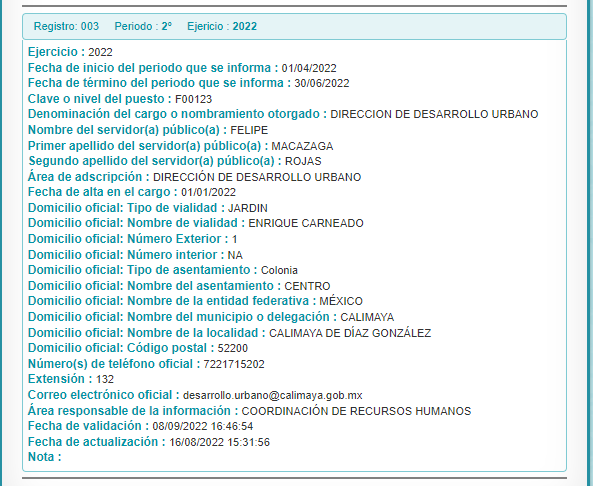 Registro: 003 Periodo : 2° Ejericio : 2022
Ejercicio : 2022
Fecha de inicio del periodo que se informa : 01/04/2022
Fecha de término del periodo que se informa : 30/06/2022
Clave o nivel del puesto : F00123
Denominación del cargo o nombramiento otorgado : DIRECCION DE DESARROLLO URBANO
Nombre del servidor(a) público(a) : FELIPE
Primer apellido del servidor(a) público(a) : MACAZAGA
Segundo apellido del servidor(a) público(a) : ROJAS
Área de adscripción : DIRECCIÓN DE DESARROLLO URBANO
Fecha de alta en el cargo : 01/01/2022
Domicilio oficial: Tipo de vialidad : JARDIN
Domicilio oficial: Nombre de vialidad : ENRIQUE CARNEADO
Domicilio oficial: Número Exterior : 1
Domicilio oficial: Número interior : NA
Domicilio oficial: Tipo de asentamiento : Colonia
Domicilio oficial: Nombre del asentamiento : CENTRO
Domicilio oficial: Nombre de la entidad federativa : MÉXICO
Domicilio oficial: Nombre del municipio o delegación : CALIMAYA
Domicilio oficial: Nombre de la localidad : CALIMAYA DE DÍAZ GONZÁLEZ
Domicilio oficial: Código postal : 52200
Número(s) de teléfono oficial : 7221715202
Extensión : 132
Correo electrónico oficial : desarrollo.urbano@calimaya.gob.mx
Área responsable de la información : COORDINACIÓN DE RECURSOS HUMANOS
Fecha de validación : 08/09/2022 16:46:54
Fecha de actualización : 16/08/2022 15:31:56
Nota :